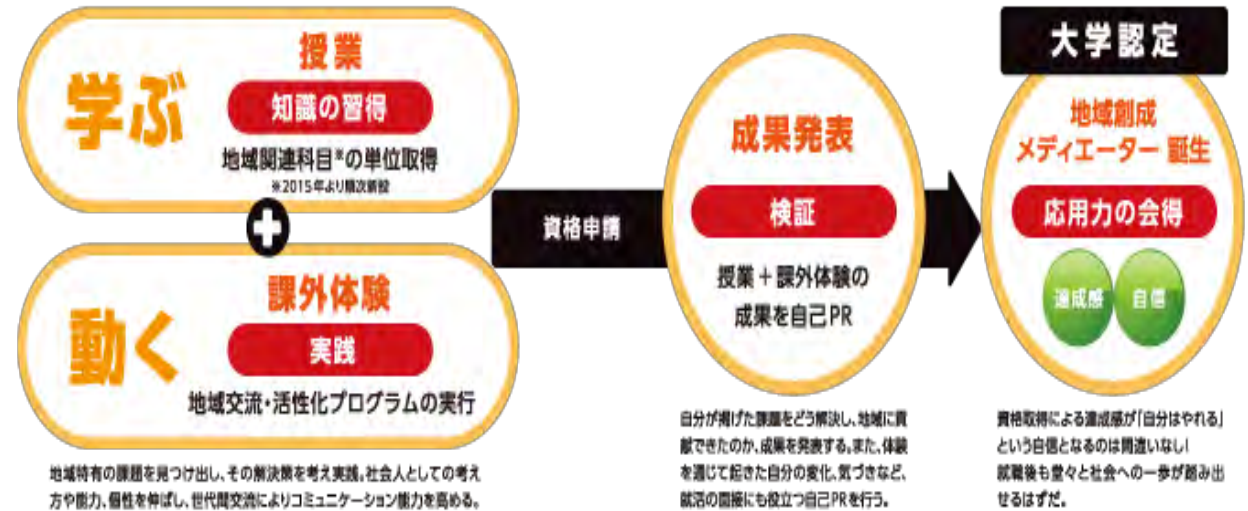 学ぶ
授業
知識の習得
地域関連科目※の単位取得
※2015年より順次新設
動く
課外体験
実践
地域交流・活性化プログラムの実行
地域特有の課題を見つけ出し、その解決策を考え実践。社会人としての考え
方や能力、個性を伸ばし、世代間交流によりコミュニケーション能力を高める。
資格申請
成果発表
検証
授業＋課外体験の
成果を自己PR
自分が掲げた課題をどう解決し、地域に貢
献できたのか、成果を発表する。また、体験
を通じて起きた自分の変化、気づきなど、
就活の面接にも役立つ自己PRを行う。
大学認定
地域創成
メディエーター 誕生
応用力の会得
達成感
自信
資格取得による達成感が「自分はやれる」
という自信となるのは間違いなし!
就職後も堂々と社会への一歩が踏み出
せるはずだ。